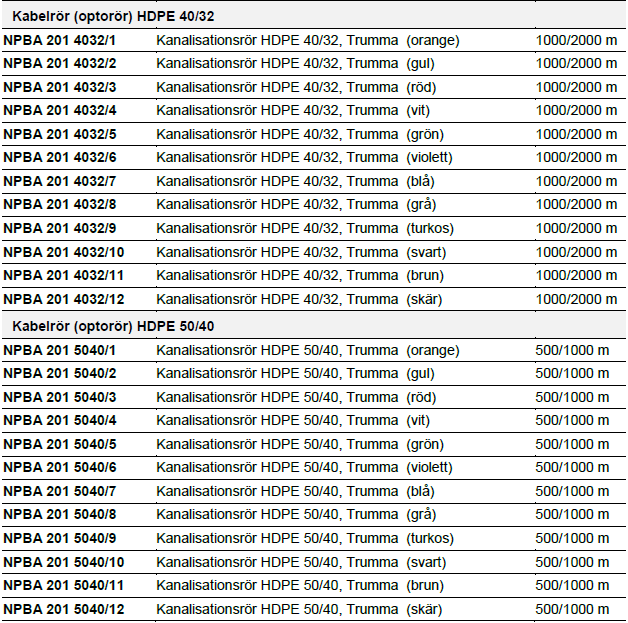 Kabelrör (optorör) HDPE 40/32
NPBA 201 4032/1 Kanalisationsrör HDPE 40/32, Trumma (orange) 1000/2000 m
NPBA 201 4032/2 Kanalisationsrör HDPE 40/32, Trumma (gul) 1000/2000 m
NPBA 201 4032/3 Kanalisationsrör HDPE 40/32, Trumma (röd) 1000/2000 m
NPBA 201 4032/4 Kanalisationsrör HDPE 40/32, Trumma (vit) 1000/2000 m
NPBA 201 4032/5 Kanalisationsrör HDPE 40/32, Trumma (grön) 1000/2000 m
NPBA 201 4032/6 Kanalisationsrör HDPE 40/32, Trumma (violett) 1000/2000 m
NPBA 201 4032/7 Kanalisationsrör HDPE 40/32, Trumma (blå) 1000/2000 m
NPBA 201 4032/8 Kanalisationsrör HDPE 40/32, Trumma (grå) 1000/2000 m
NPBA 201 4032/9 Kanalisationsrör HDPE 40/32, Trumma (turkos) 1000/2000 m
NPBA 201 4032/10 Kanalisationsrör HDPE 40/32, Trumma (svart) 1000/2000 m
NPBA 201 4032/11 Kanalisationsrör HDPE 40/32, Trumma (brun) 1000/2000 m
NPBA 201 4032/12 Kanalisationsrör HDPE 40/32, Trumma (skär) 1000/2000 m
Kabelrör (optorör) HDPE 50/40
NPBA 201 5040/1 Kanalisationsrör HDPE 50/40, Trumma (orange) 500/1000 m
NPBA 201 5040/2 Kanalisationsrör HDPE 50/40, Trumma (gul) 500/1000 m
NPBA 201 5040/3 Kanalisationsrör HDPE 50/40, Trumma (röd) 500/1000 m
NPBA 201 5040/4 Kanalisationsrör HDPE 50/40, Trumma (vit) 500/1000 m
NPBA 201 5040/5 Kanalisationsrör HDPE 50/40, Trumma (grön) 500/1000 m
NPBA 201 5040/6 Kanalisationsrör HDPE 50/40, Trumma (violett) 500/1000 m
NPBA 201 5040/7 Kanalisationsrör HDPE 50/40, Trumma (blå) 500/1000 m
NPBA 201 5040/8 Kanalisationsrör HDPE 50/40, Trumma (grå) 500/1000 m
NPBA 201 5040/9 Kanalisationsrör HDPE 50/40, Trumma (turkos) 500/1000 m
NPBA 201 5040/10 Kanalisationsrör HDPE 50/40, Trumma (svart) 500/1000 m
NPBA 201 5040/11 Kanalisationsrör HDPE 50/40, Trumma (brun) 500/1000 m
NPBA 201 5040/12 Kanalisationsrör HDPE 50/40, Trumma (skär) 500/1000 m